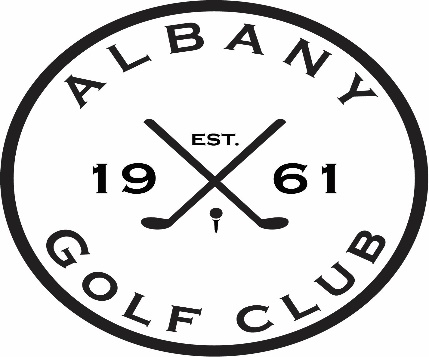 ALBANY
EST.
19 61
GOLF CLUB